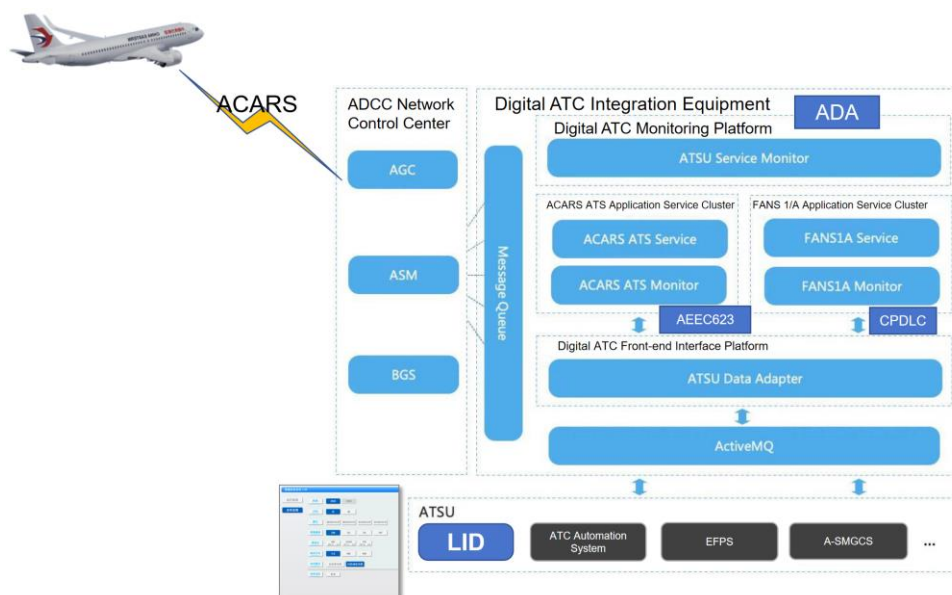 ACARS
ADCC Network
Control Center
AGC
ASM
BGS
Digital ATC Integration Equipment
ADA
Digital ATC Monitoring Platform
ATSU Service Monitor
Message Queue
ACARS ATS Application Service Cluster
ACARS ATS Service
ACARS ATS Monitor
FANS 1/A Application Service Cluster
FANS1A Service
FANS1A Monitor
AEEC623
CPDLC
Digital ATC Front-end Interface Platform
ATSU Data Adapter
ActiveMQ
ATSU
LID
ATC Automation
System
EFPS
A-SMGCS
...